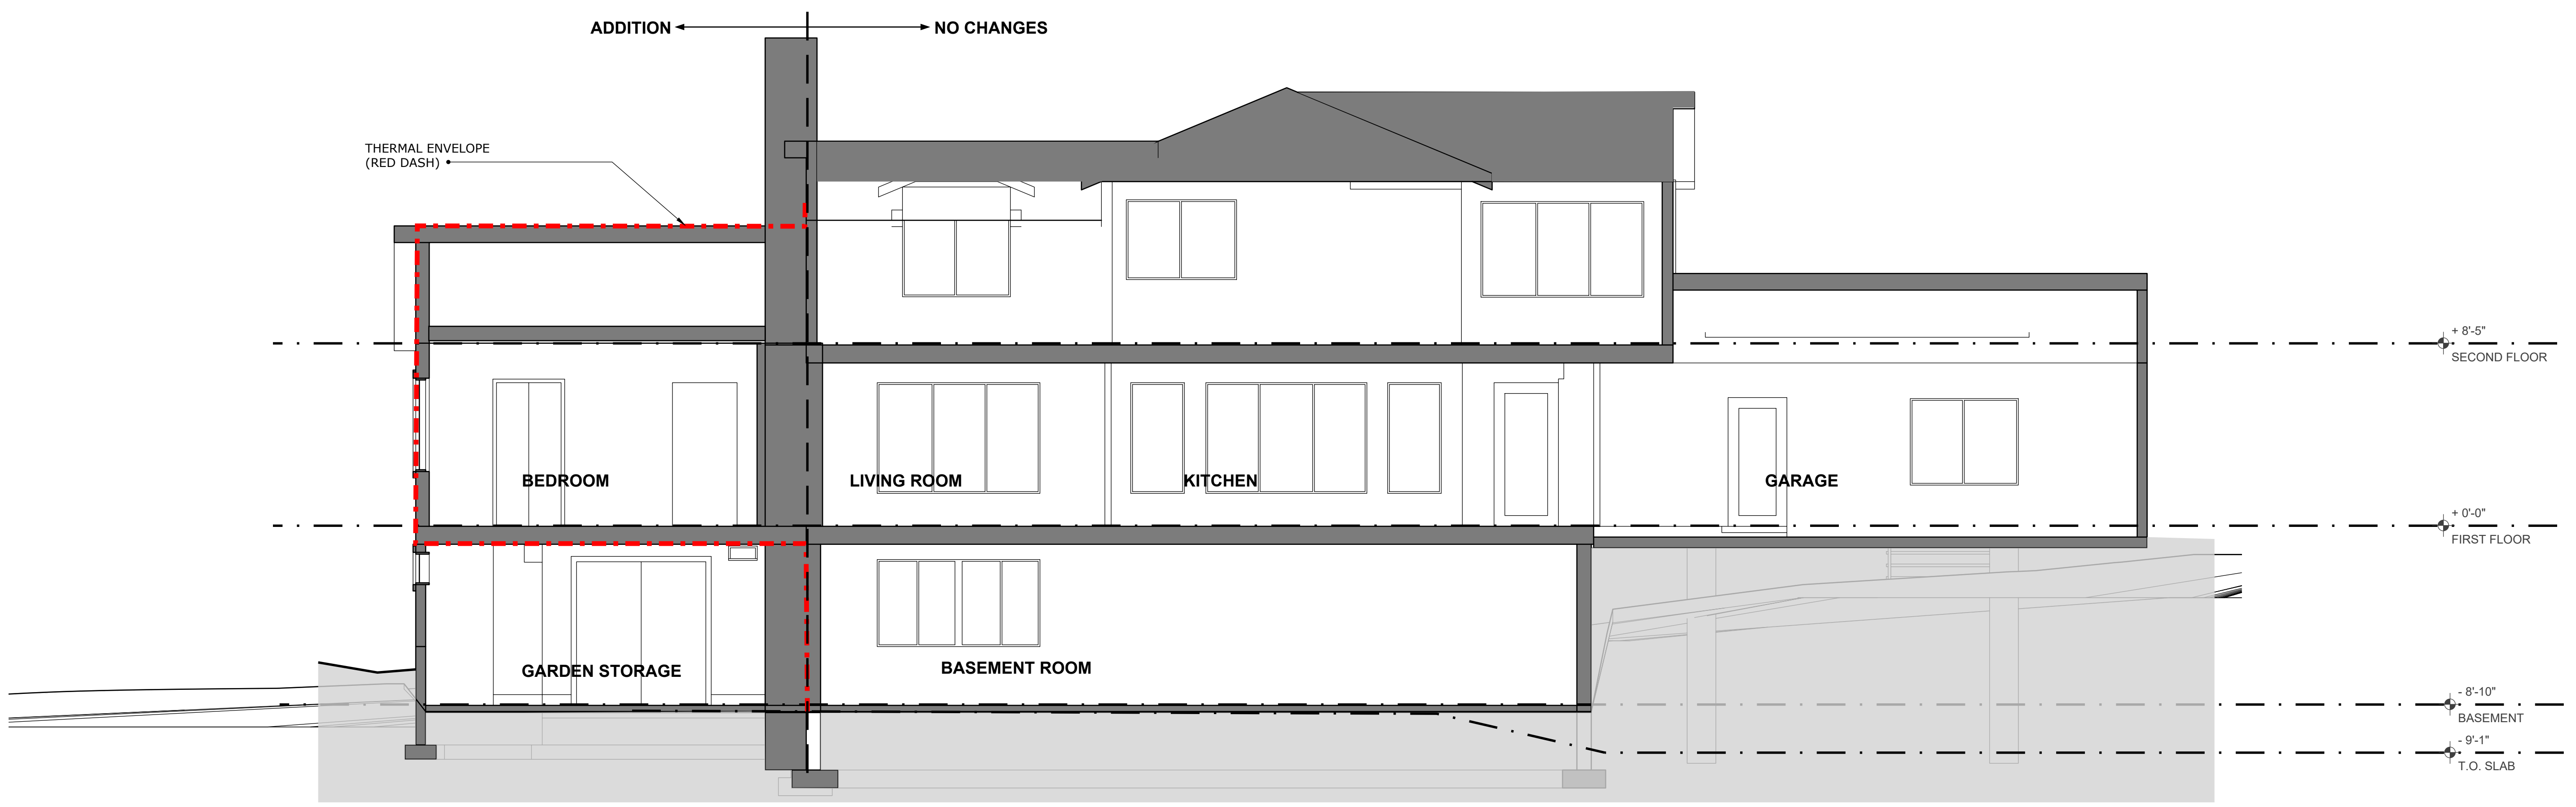 ADDITION
NO CHANGES
THERMAL ENVELOPE
(RED DASH)
+ 8'-5"
SECOND FLOOR
BEDROOM
LIVING ROOM
KITCHEN
GARAGE
+ 0'-0"
FIRST FLOOR
GARDEN STORAGE
BASEMENT ROOM
- 8'-10"
BASEMENT
- 9'-1"
T.O. SLAB